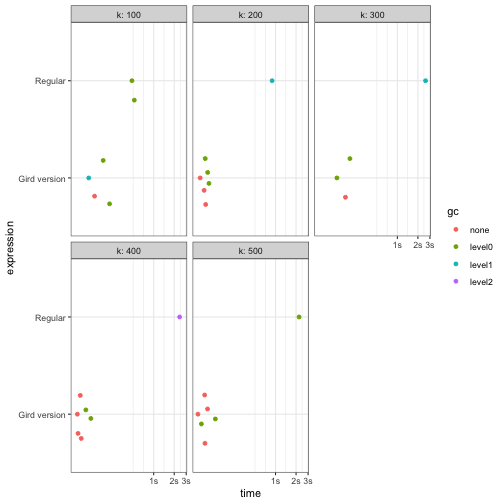 k: 100
k: 200
k: 300
Regular
Gird version
1s 2s 3s
k: 400
k: 500
Regular
Gird version
1s 2s 3s
1s 2s 3s
time
expression
gc
none
level0
level1
level2